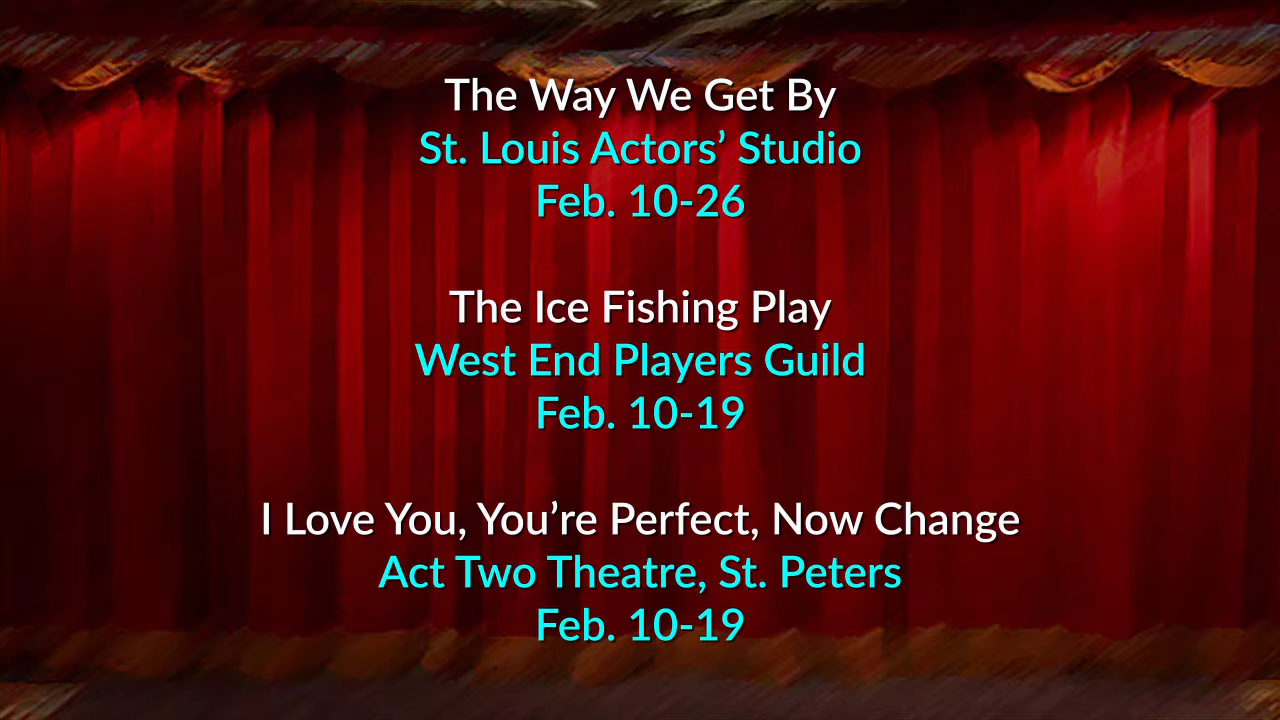 The Way We Get By
St. Louis Actors’ Studio
Feb. 10-26
The Ice Fishing Play
West End Players Guild
Feb. 10-19
I Love You, You’re Perfect, Now Change
Act Two Theatre, St. Peters
Feb. 10-19